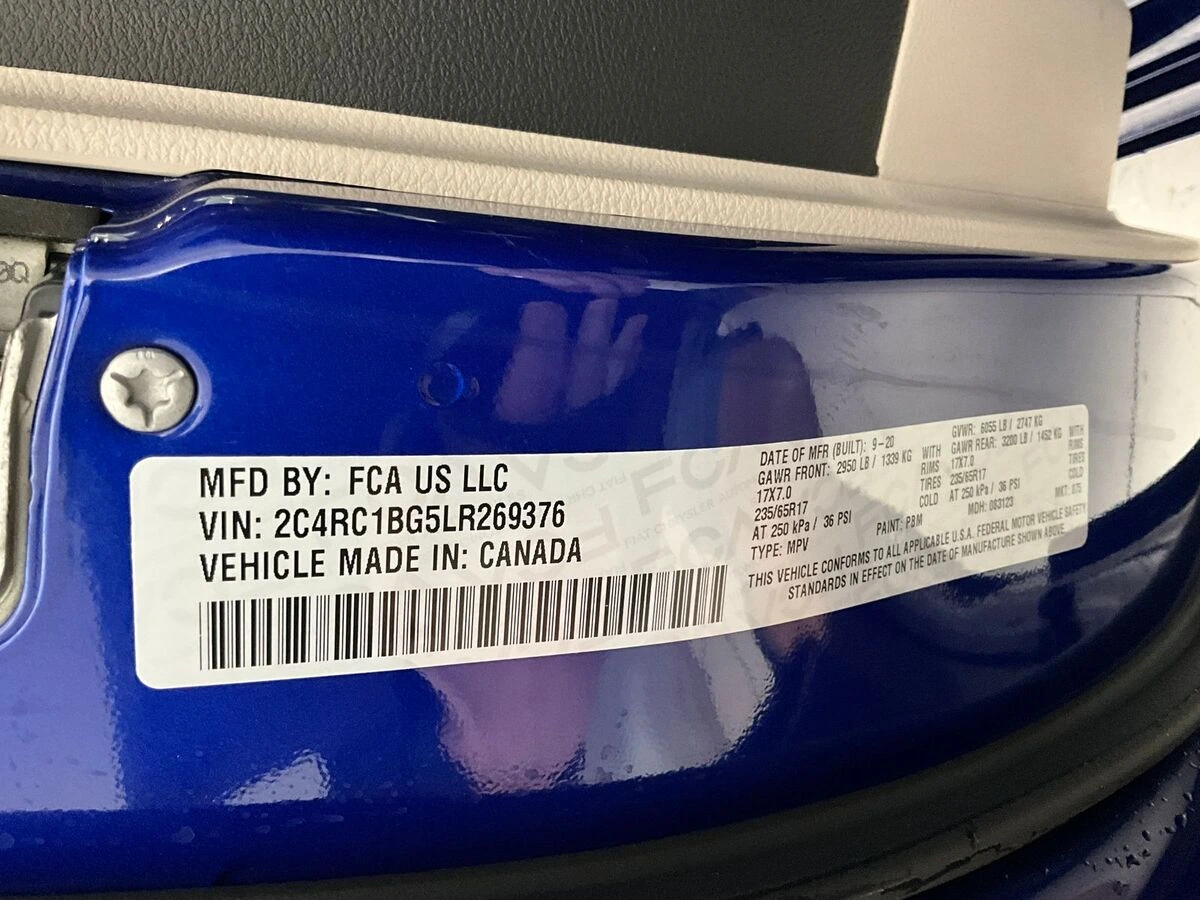 MFD BY: FCA US LLC
VIN: 2C4RC1BG5LR269376
VEHICLE MADE IN: CANADA
DATE OF MFR (BUILT): 9-20
GVWR: 6055 LB / 2747 KG
GAWR FRONT: 2950 LB / 1339 KG WITH
GAWR REAR: 3200 LB / 1452 KG WITH
17X7.0 RIMS
17X7.0 RIMS
235/65R17 TIRES
235/65R17 TIRES
AT 250 kPa / 36 PSI COLD
AT 250 kPa / 36 PSI COLD
TYPE: MPV
PAINT: PBM
MDH: 083123
MKT: 875
THIS VEHICLE CONFORMS TO ALL APPLICABLE U.S.A. FEDERAL MOTOR VEHICLE SAFETY
STANDARDS IN EFFECT ON THE DATE OF MANUFACTURE SHOWN ABOVE.